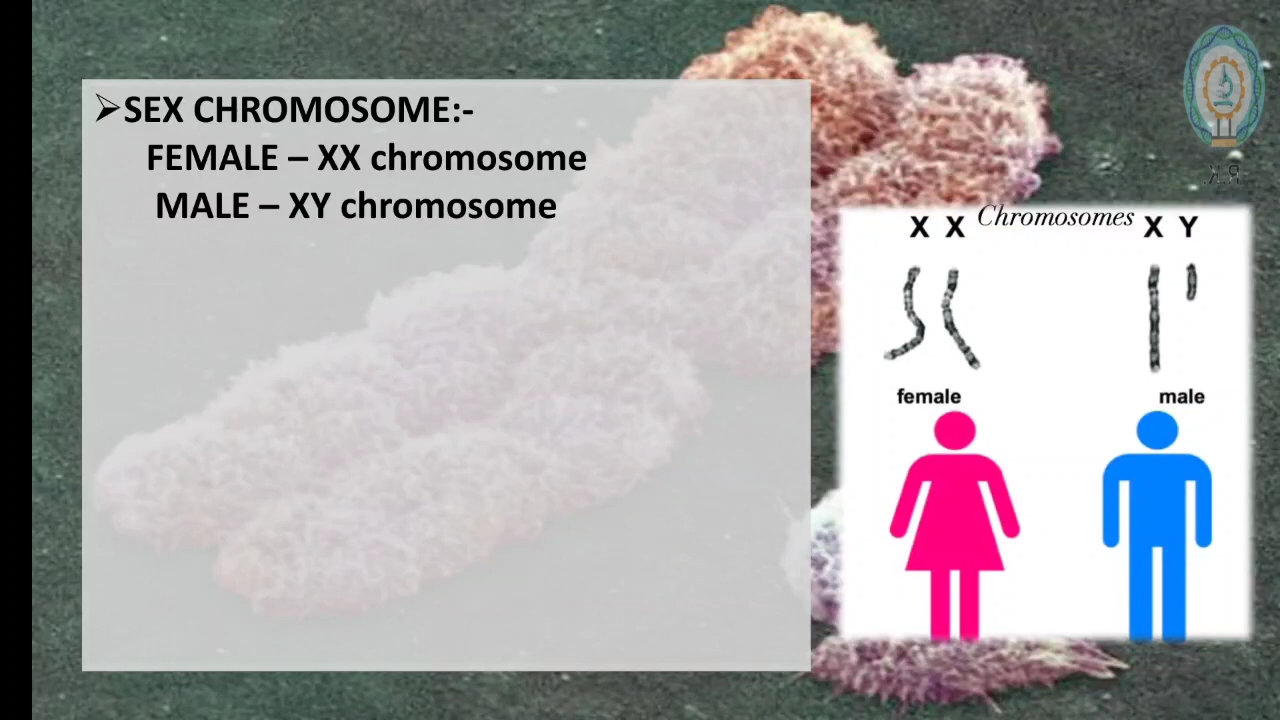 ➢SEX CHROMOSOME:-
FEMALE – XX chromosome
MALE – XY chromosome
X X Chromosomes X Y
female male